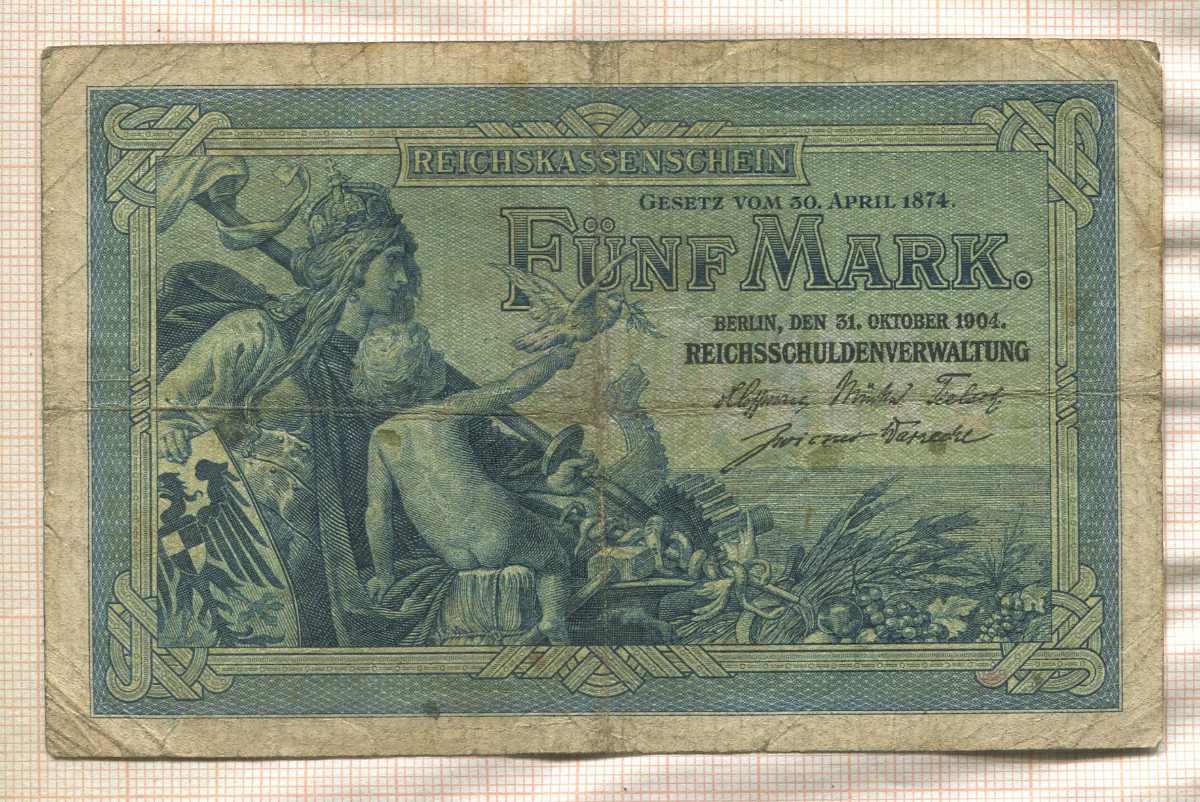 REICHSKASSENSCHEIN
GESETZ VOM 30. APRIL 1874.
FÜNF MARK.
BERLIN, DEN 31. OKTOBER 1904.
REICHSSCHULDENVERWALTUNG